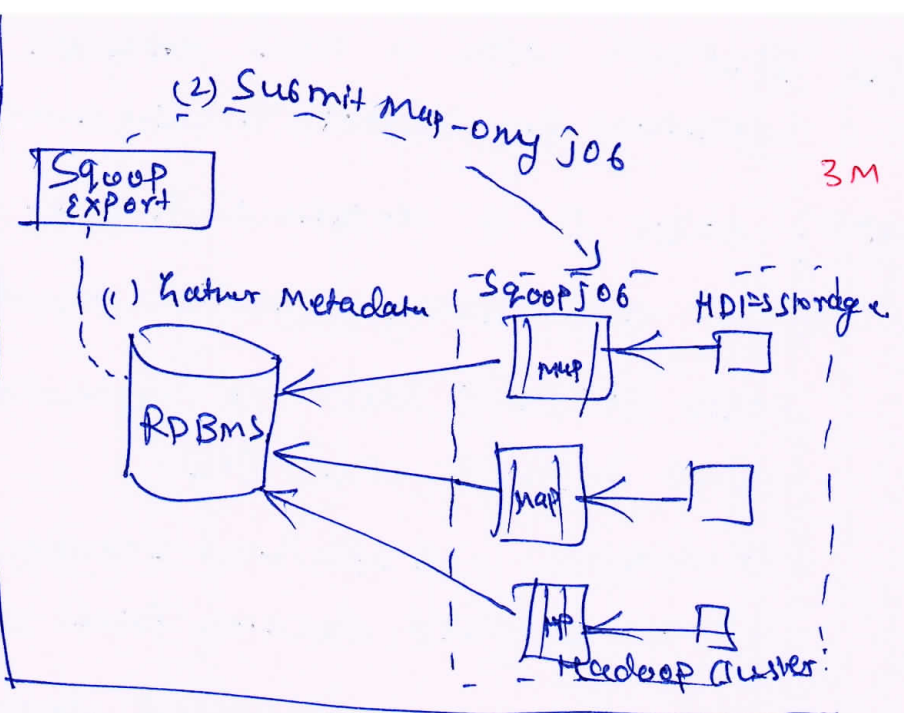 (2) Submit Map-Only job
Sqoop
Export
3M
(1) Gather Metadata
Sqoop job
HDFS storage
Map
RDBMS
Map
MP
Hadoop Cluster